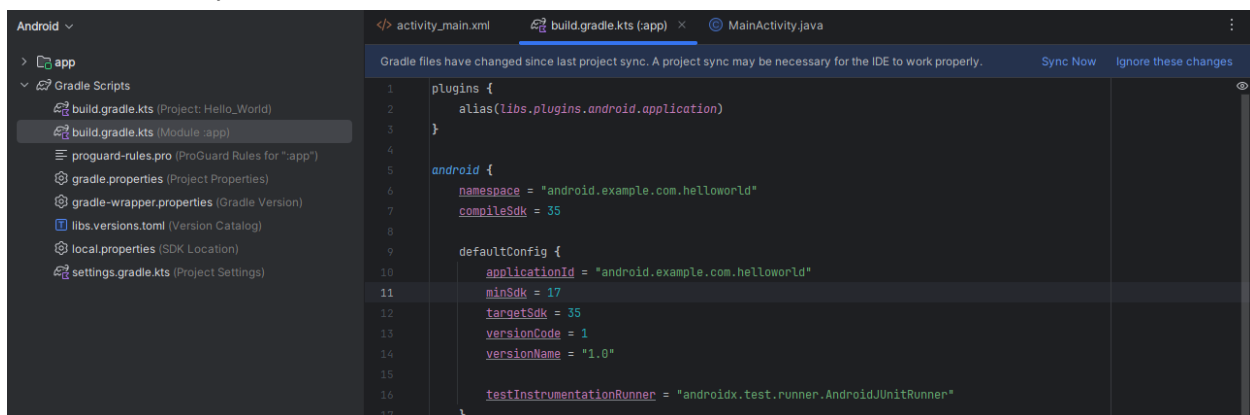 Android
activity_main.xml
build.gradle.kts (:app)
MainActivity.java
app
Gradle Scripts
build.gradle.kts (Project: Hello_World)
build.gradle.kts (Module :app)
proguard-rules.pro (ProGuard Rules for ":app")
gradle.properties (Project Properties)
gradle-wrapper.properties (Gradle Version)
libs.versions.toml (Version Catalog)
local.properties (SDK Location)
settings.gradle.kts (Project Settings)
Gradle files have changed since last project sync. A project sync may be necessary for the IDE to work properly. Sync Now Ignore these changes
1 plugins {
2 alias(libs.plugins.android.application)
3 }
4
5 android {
6 namespace = "android.example.com.helloworld"
7 compileSdk = 35
8
9 defaultConfig {
10 applicationId = "android.example.com.helloworld"
11 minSdk = 17
12 targetSdk = 35
13 versionCode = 1
14 versionName = "1.0"
15
16 testInstrumentationRunner = "androidx.test.runner.AndroidJUnitRunner"
17 }